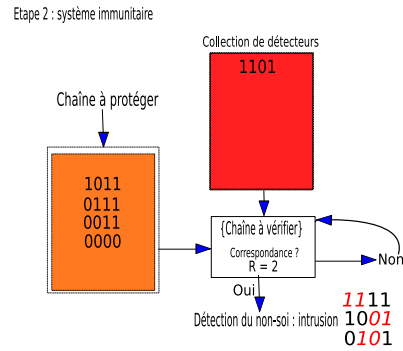 Etape 2 : système immunitaire
Collection de détecteurs
1101
Chaîne à protéger
1011
0111
0011
0000
{Chaîne à vérifier}
Correspondance ?
R = 2
Non
Oui
Détection du non-soi : intrusion
1111
1001
0101